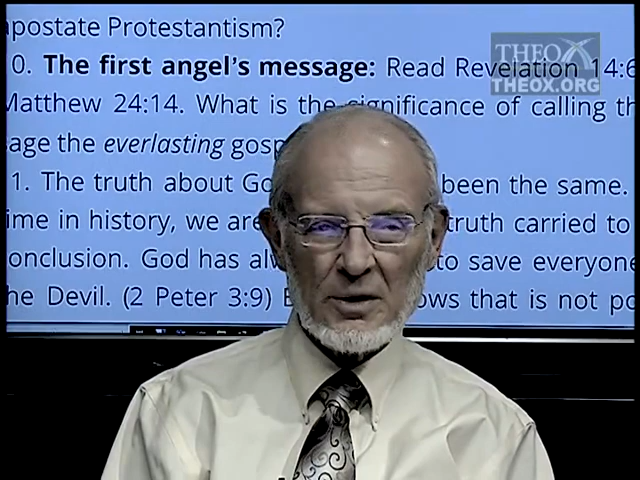 apostate Protestantism?
0. The first angel's message: Read Revelation 14:6
Matthew 24:14. What is the significance of calling th
age the everlasting gosp
1. The truth about Go been the same.
ime in history, we are truth carried to
onclusion. God has alw to save everyone
he Devil. (2 Peter 3:9) ows that is not po
THEOX
THEOX.ORG